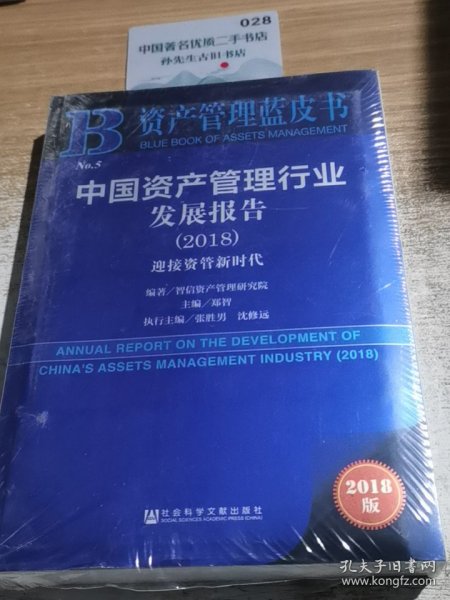 028
中国著名优质二手书店
孙先生古旧书店
B
资产管理蓝皮书
BLUE BOOK OF ASSETS MANAGEMENT
No.5
中国资产管理行业
发展报告
(2018)
迎接资管新时代
编著╱智信资产管理研究院
主编╱郑智
执行主编╱张胜男 沈修远
ANNUAL REPORT ON THE DEVELOPMENT OF
CHINA'S ASSETS MANAGEMENT INDUSTRY (2018)
2018
版
社会科学文献出版社
SOCIAL SCIENCES ACADEMIC PRESS (CHINA)
孔夫子旧书网
www.kongfz.com